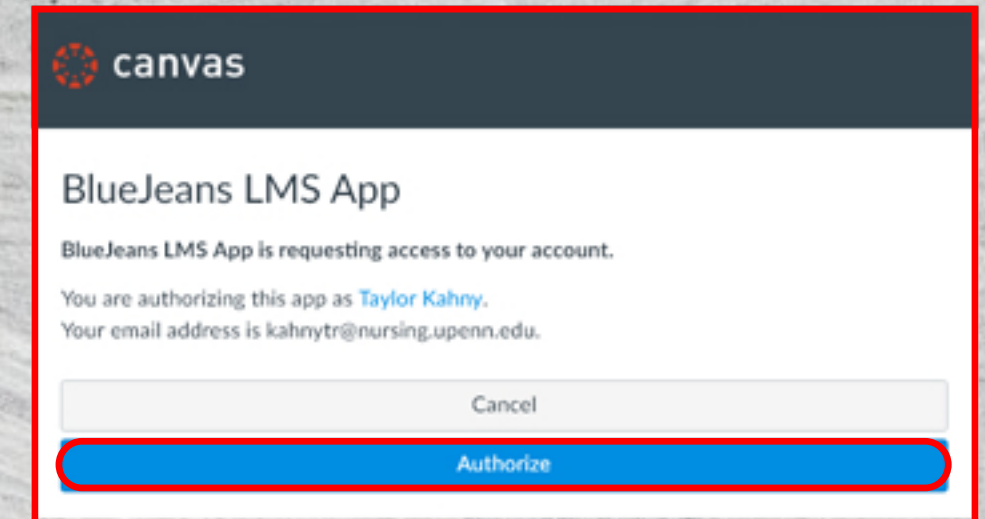 canvas
BlueJeans LMS App
BlueJeans LMS App is requesting access to your account.
You are authorizing this app as Taylor Kahny.
Your email address is kahnytr@nursing.upenn.edu.
Cancel
Authorize